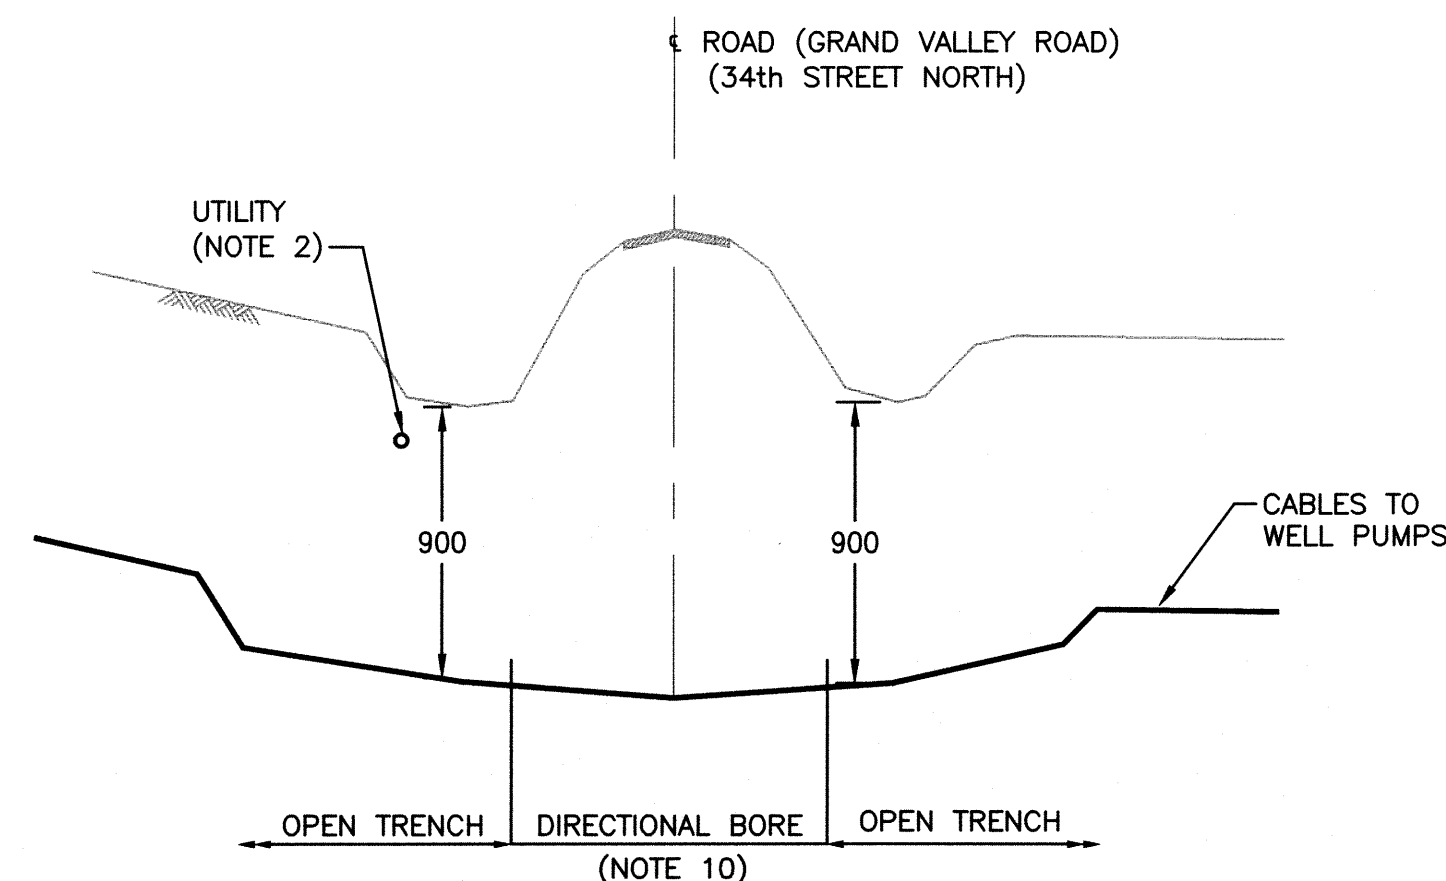 ℄ ROAD (GRAND VALLEY ROAD)
(34th STREET NORTH)
UTILITY
(NOTE 2)
CABLES TO
WELL PUMPS
900
900
OPEN TRENCH
DIRECTIONAL BORE
OPEN TRENCH
(NOTE 10)